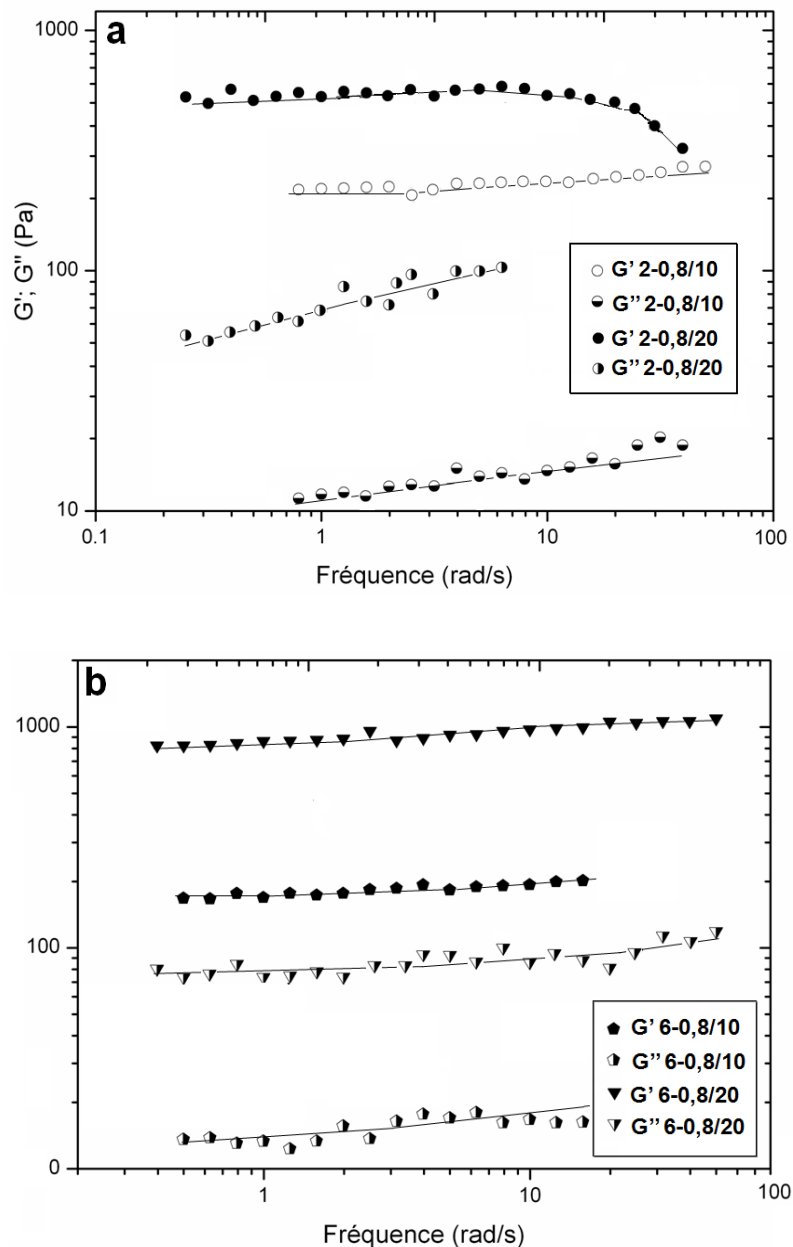 a
1000
100
10
G'; G" (Pa)
G' 2-0,8/10
G'' 2-0,8/10
G' 2-0,8/20
G'' 2-0,8/20
0.1
1
10
100
Fréquence (rad/s)
b
1000
100
0
G' 6-0,8/10
G'' 6-0,8/10
G' 6-0,8/20
G'' 6-0,8/20
1
10
100
Fréquence (rad/s)